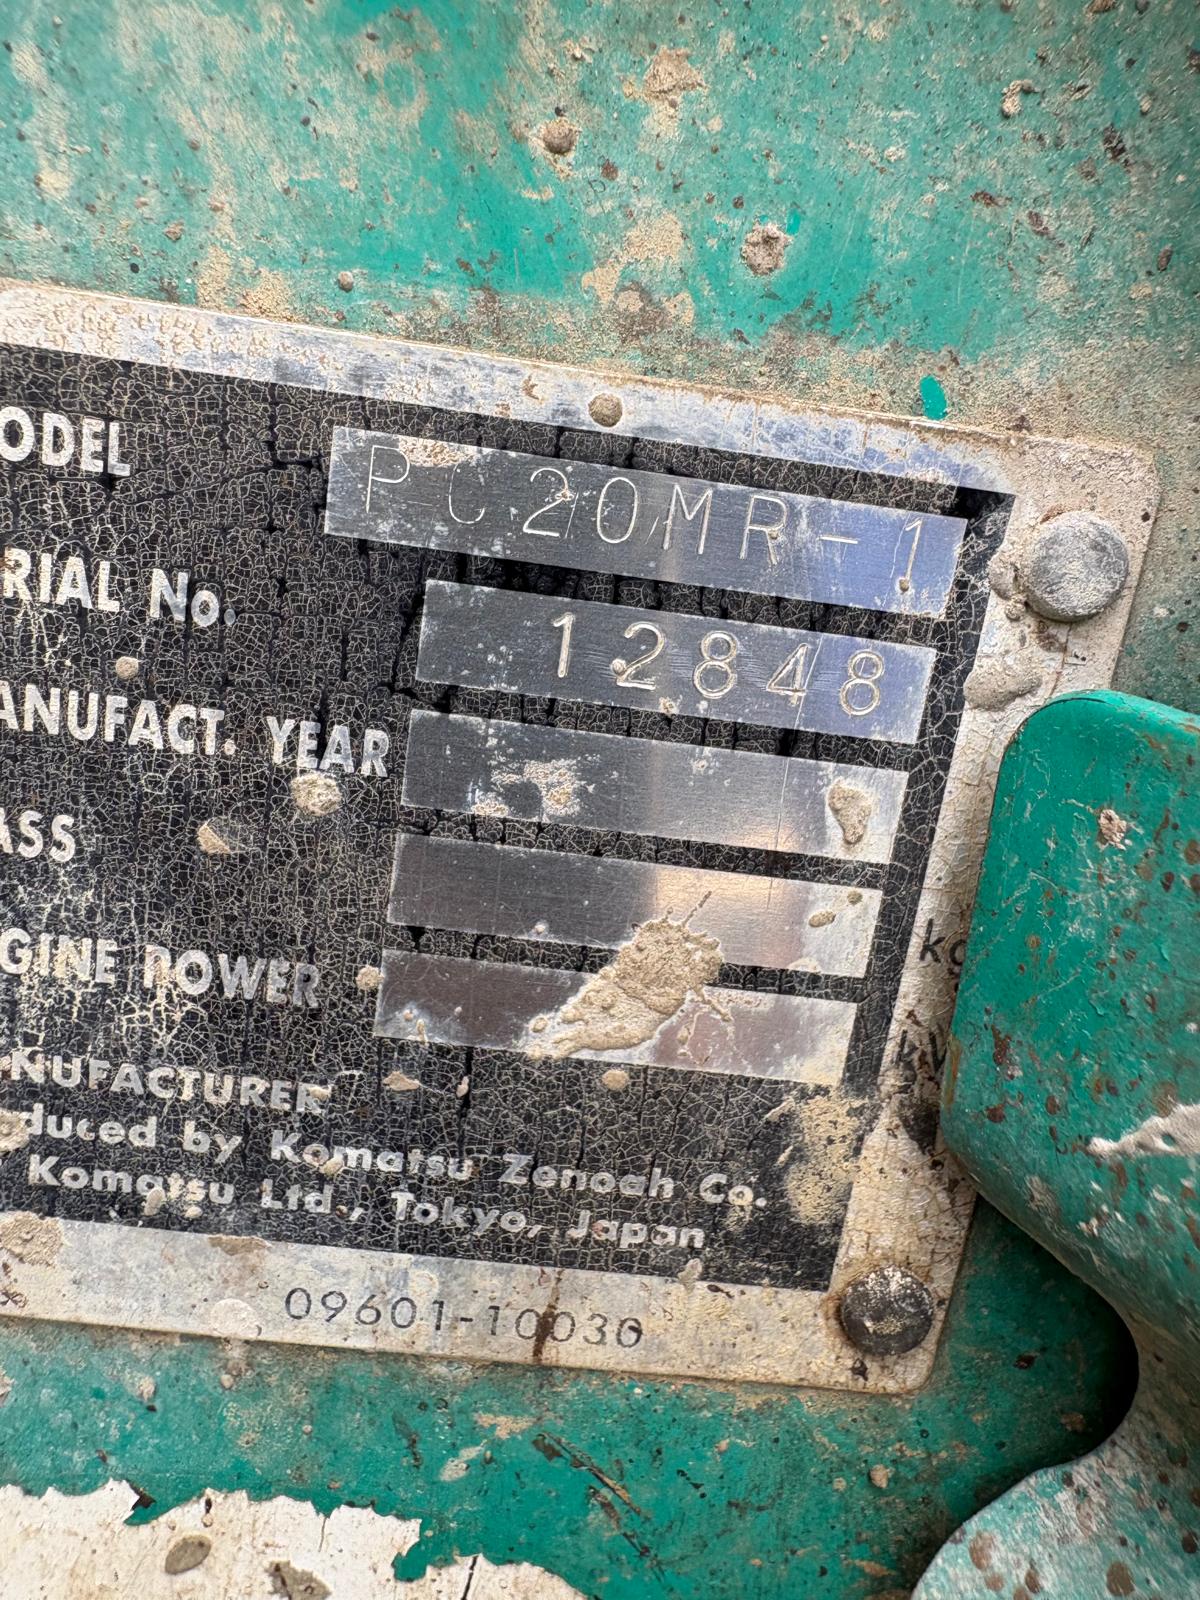 ODEL PC20MR-1
RIAL No. 12848
ANUFACT. YEAR
ASS
GINE POWER
NUFACTURER
duced by Komatsu Zenoah Co.
Komatsu Ltd., Tokyo, Japan
09601-10030